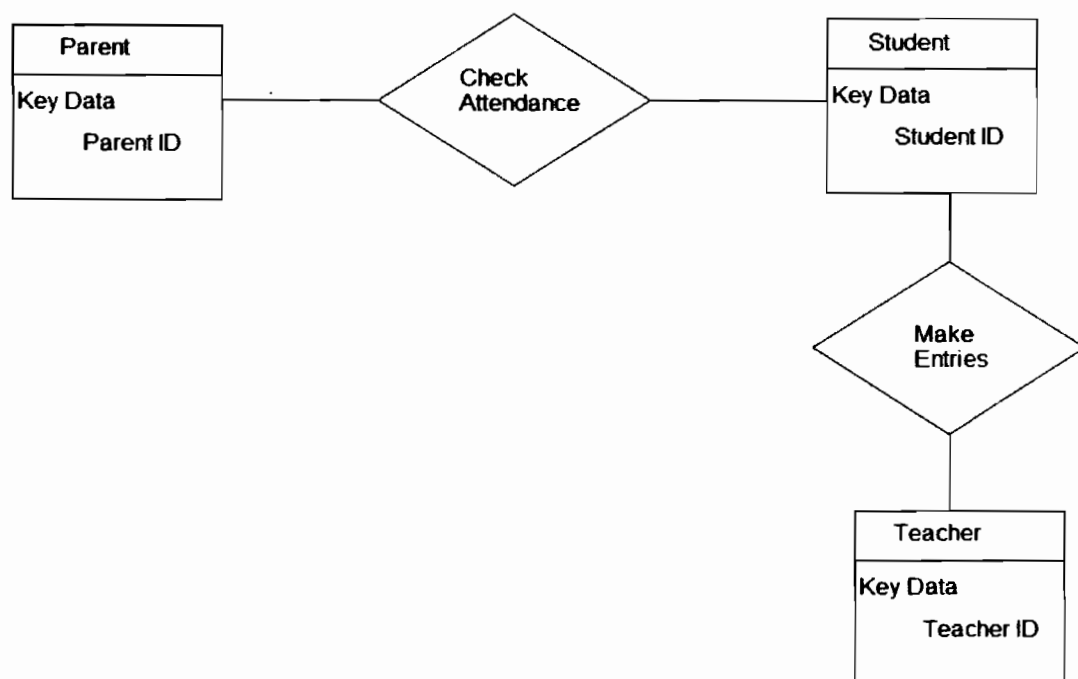 Parent
Key Data
Parent ID
Check
Attendance
Student
Key Data
Student ID
Make
Entries
Teacher
Key Data
Teacher ID